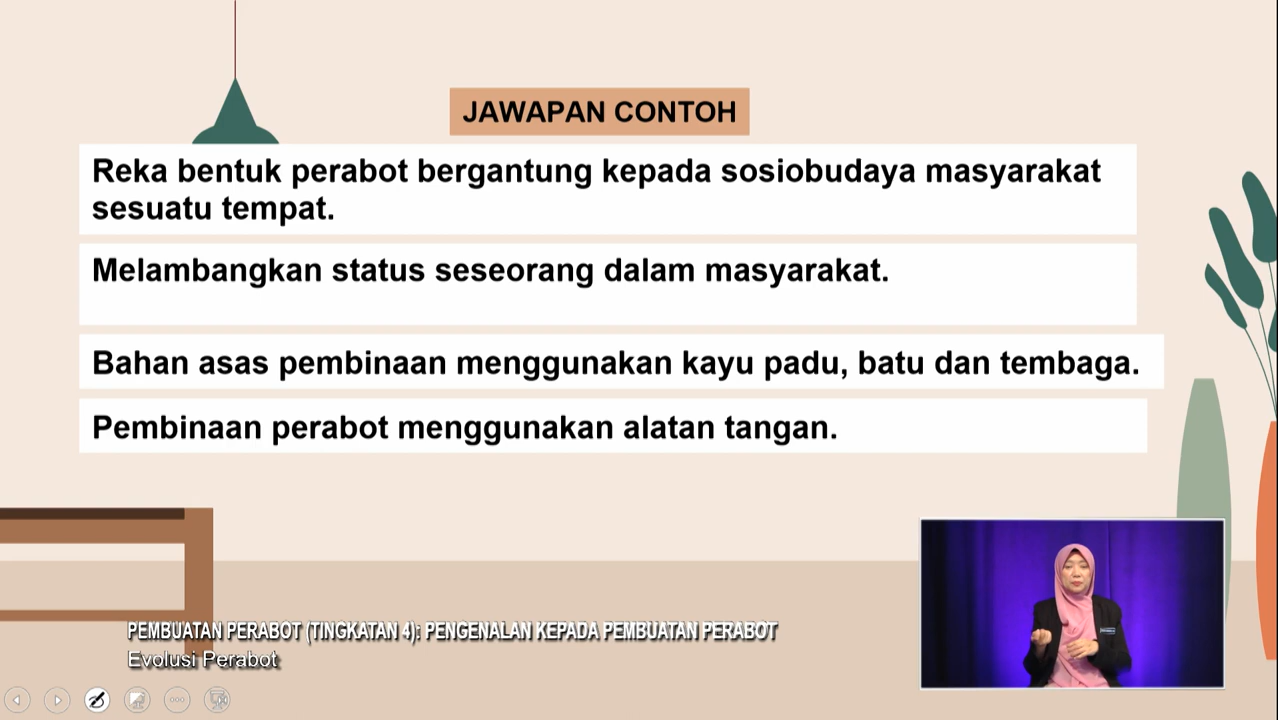 JAWAPAN CONTOH
Reka bentuk perabot bergantung kepada sosiobudaya masyarakat
sesuatu tempat.
Melambangkan status seseorang dalam masyarakat.
Bahan asas pembinaan menggunakan kayu padu, batu dan tembaga.
Pembinaan perabot menggunakan alatan tangan.
PEMBUATAN PERABOT (TINGKATAN 4): PENGENALAN KEPADA PEMBUATAN PERABOT
Evolusi Perabot